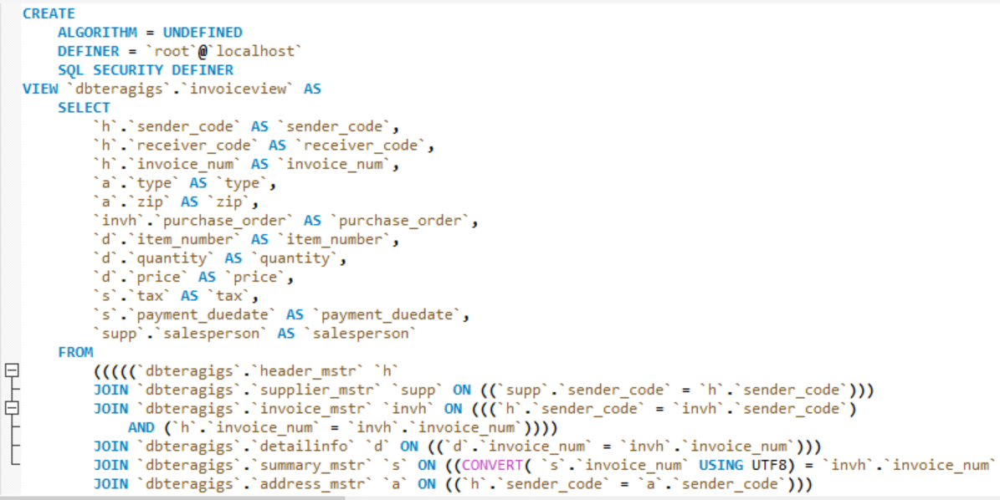 CREATE
    ALGORITHM = UNDEFINED
    DEFINER = `root`@`localhost`
    SQL SECURITY DEFINER
VIEW `dbteragigs`.`invoiceview` AS
    SELECT
        `h`.`sender_code` AS `sender_code`,
        `h`.`receiver_code` AS `receiver_code`,
        `h`.`invoice_num` AS `invoice_num`,
        `a`.`type` AS `type`,
        `a`.`zip` AS `zip`,
        `invh`.`purchase_order` AS `purchase_order`,
        `d`.`item_number` AS `item_number`,
        `d`.`quantity` AS `quantity`,
        `d`.`price` AS `price`,
        `s`.`tax` AS `tax`,
        `s`.`payment_duedate` AS `payment_duedate`,
        `supp`.`salesperson` AS `salesperson`
    FROM
        (((((`dbteragigs`.`header_mstr` `h`
        JOIN `dbteragigs`.`supplier_mstr` `supp` ON ((`supp`.`sender_code` = `h`.`sender_code`)))
        JOIN `dbteragigs`.`invoice_mstr` `invh` ON (((`h`.`sender_code` = `invh`.`sender_code`)
            AND (`h`.`invoice_num` = `invh`.`invoice_num`))))
        JOIN `dbteragigs`.`detailinfo` `d` ON ((`d`.`invoice_num` = `invh`.`invoice_num`)))
        JOIN `dbteragigs`.`summary_mstr` `s` ON ((CONVERT( `s`.`invoice_num` USING UTF8) = `invh`.`invoice_num`
        JOIN `dbteragigs`.`address_mstr` `a` ON ((`h`.`sender_code` = `a`.`sender_code`)))